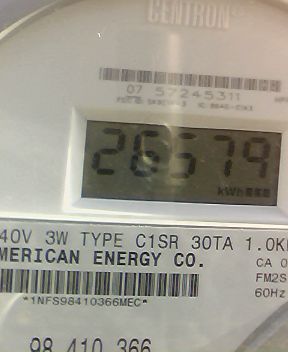 CENTRON
07 57245311
26579
kWh
40V 3W TYPE C1SR 30TA 1.0K
MERICAN ENERGY CO.
CA 0
FM2S
60Hz
*1NFS98410366MEC*
98 410 366